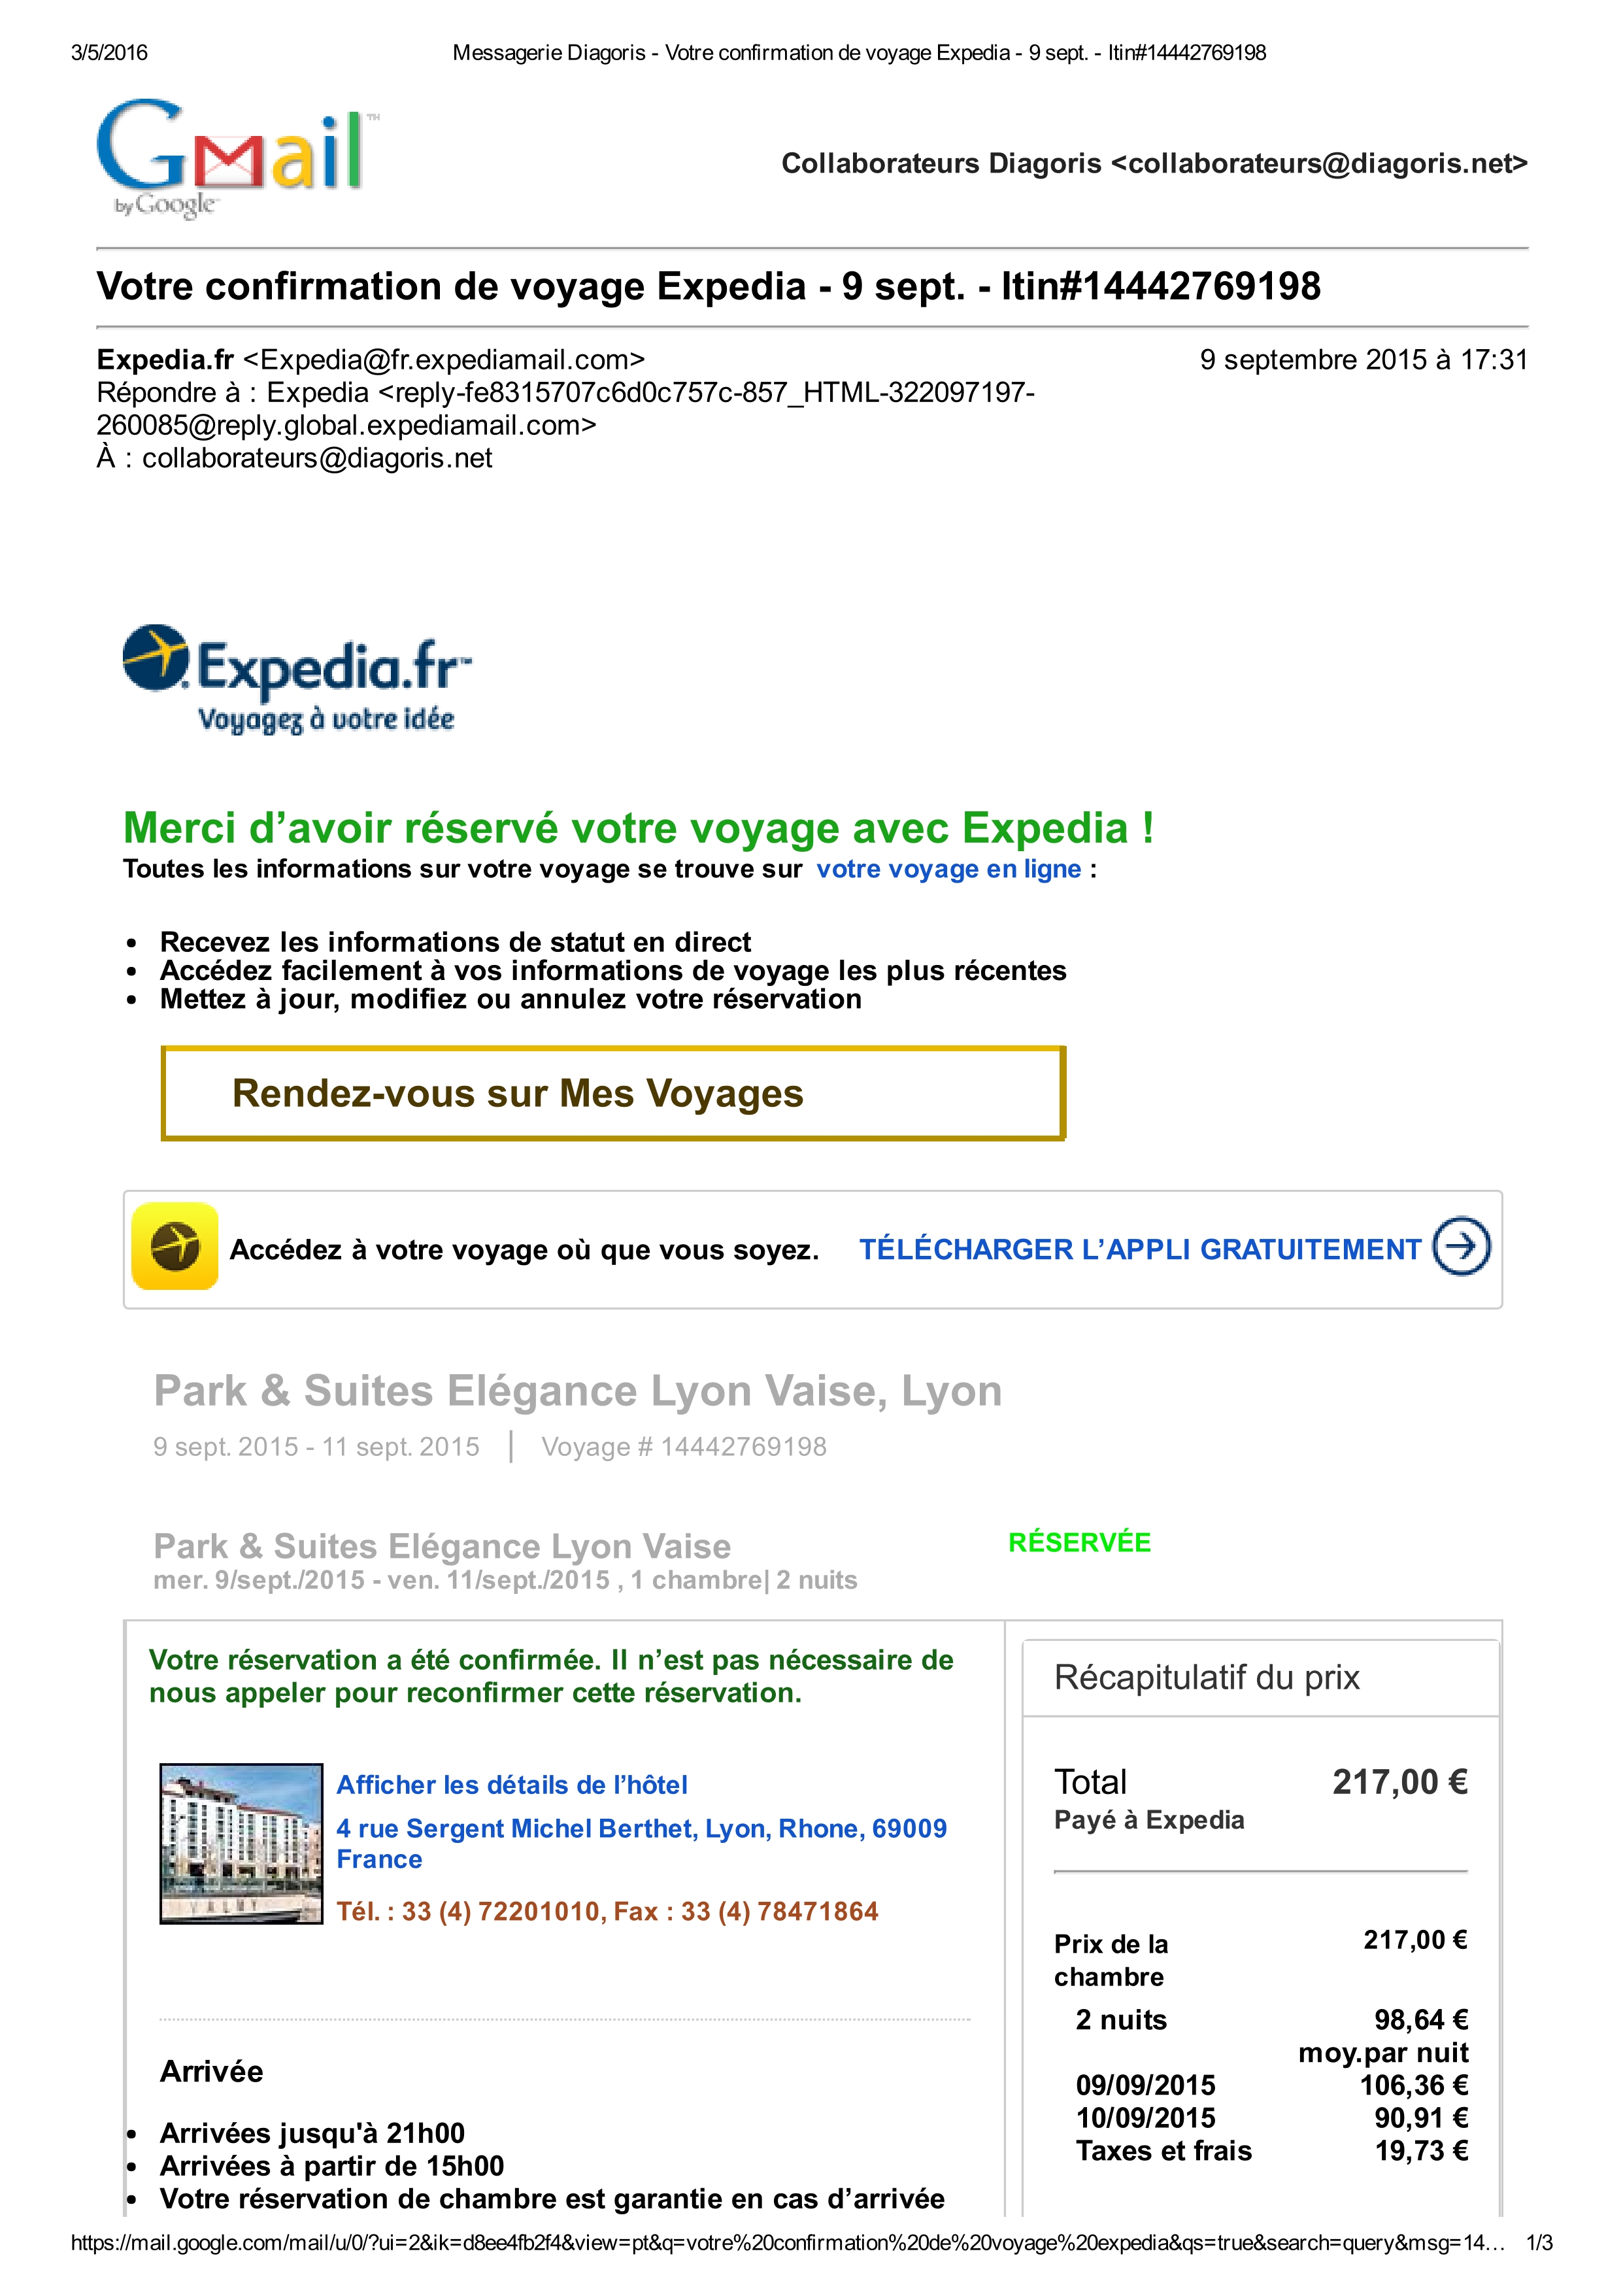 3/5/2016
Messagerie Diagoris - Votre confirmation de voyage Expedia - 9 sept. - Itin#14442769198
Gmail™
by Google
Collaborateurs Diagoris <collaborateurs@diagoris.net>
Votre confirmation de voyage Expedia - 9 sept. - Itin#14442769198
Expedia.fr <Expedia@fr.expediamail.com>
9 septembre 2015 à 17:31
Répondre à : Expedia <reply-fe8315707c6d0c757c-857_HTML-322097197-
260085@reply.global.expediamail.com>
À : collaborateurs@diagoris.net
Expedia.fr™
Voyagez à votre idée
Merci d’avoir réservé votre voyage avec Expedia !
Toutes les informations sur votre voyage se trouve sur votre voyage en ligne :
• Recevez les informations de statut en direct
• Accédez facilement à vos informations de voyage les plus récentes
• Mettez à jour, modifiez ou annulez votre réservation
Rendez-vous sur Mes Voyages
Accédez à votre voyage où que vous soyez. TÉLÉCHARGER L’APPLI GRATUITEMENT
Park & Suites Elégance Lyon Vaise, Lyon
9 sept. 2015 - 11 sept. 2015 | Voyage # 14442769198
Park & Suites Elégance Lyon Vaise
RÉSERVÉE
mer. 9/sept./2015 - ven. 11/sept./2015 , 1 chambre| 2 nuits
Votre réservation a été confirmée. Il n’est pas nécessaire de
nous appeler pour reconfirmer cette réservation.
VALMY
Afficher les détails de l’hôtel
4 rue Sergent Michel Berthet, Lyon, Rhone, 69009
France
Tél. : 33 (4) 72201010, Fax : 33 (4) 78471864
Arrivée
• Arrivées jusqu'à 21h00
• Arrivées à partir de 15h00
• Votre réservation de chambre est garantie en cas d’arrivée
Récapitulatif du prix
Total 217,00 €
Payé à Expedia
Prix de la 217,00 €
chambre
2 nuits 98,64 €
moy.par nuit
09/09/2015 106,36 €
10/09/2015 90,91 €
Taxes et frais 19,73 €
https://mail.google.com/mail/u/0/?ui=2&ik=d8ee4fb2f4&view=pt&q=votre%20confirmation%20de%20voyage%20expedia&qs=true&search=query&msg=14… 1/3